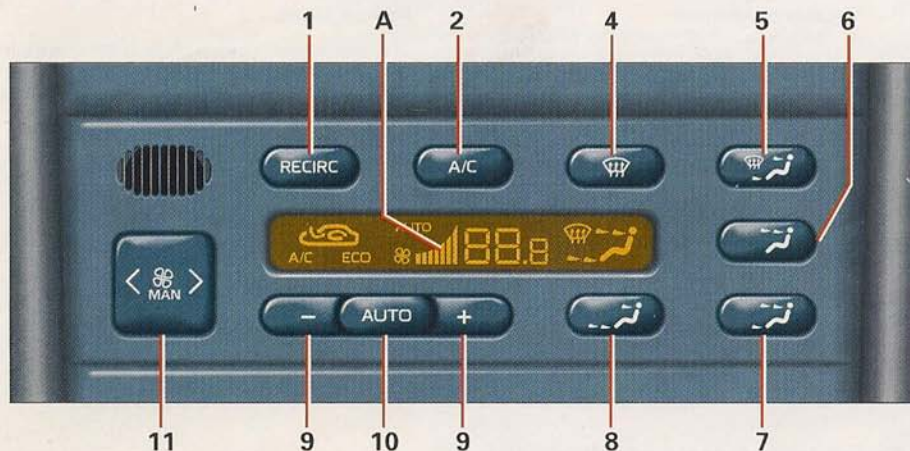 1 A 2 4 5 6
RECIRC A/C
AUTO
88.8
A/C ECO
< MAN >
- AUTO +
11 9 10 9 8 7